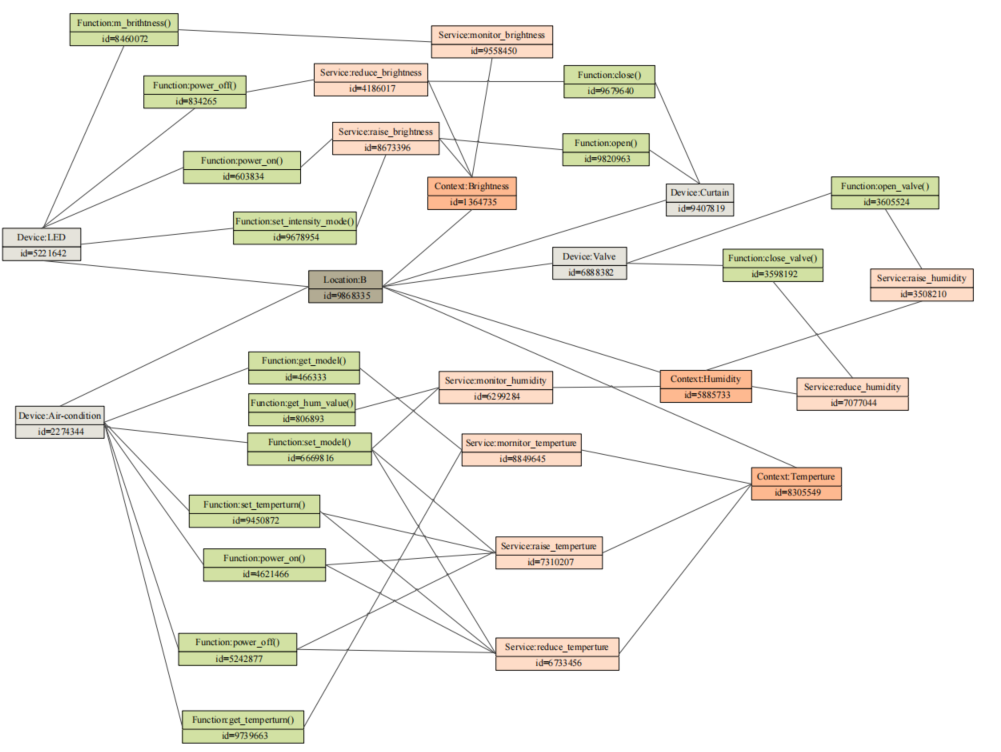 Function:m_brithtness()
id=8460072
Service:monitor_brightness
id=9558450
Service:reduce_brightness
id=4186017
Function:close()
id=9679640
Function:power_off()
id=834265
Service:raise_brightness
id=8673396
Function:open()
id=9820963
Function:power_on()
id=603834
Context:Brightness
id=1364735
Device:Curtain
id=9407819
Function:open_valve()
id=3605524
Function:set_intensity_mode()
id=9678954
Device:LED
id=5221642
Device:Valve
id=6888382
Function:close_valve()
id=3598192
Location:B
id=9868335
Service:raise_humidity
id=3508210
Function:get_model()
id=466333
Service:monitor_humidity
id=6299284
Context:Humidity
id=5885733
Service:reduce_humidity
id=7077044
Function:get_hum_value()
id=806893
Device:Air-condition
id=2274344
Function:set_model()
id=6669816
Service:mornitor_temperture
id=8849645
Context:Temperture
id=8305549
Function:set_temperturn()
id=9450872
Service:raise_temperture
id=7310207
Function:power_on()
id=4621466
Function:power_off()
id=5242877
Service:reduce_temperture
id=6733456
Function:get_temperturn()
id=9739663